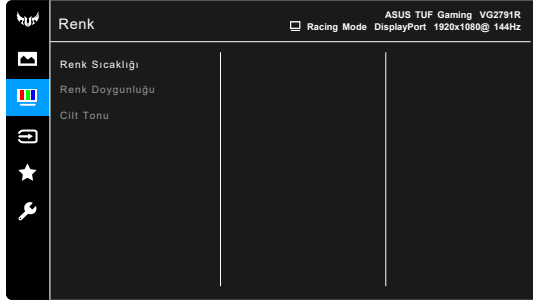 Renk
ASUS TUF Gaming VG2791R
Racing Mode DisplayPort 1920x1080@ 144Hz
Renk Sıcaklığı
Renk Doygunluğu
Cilt Tonu